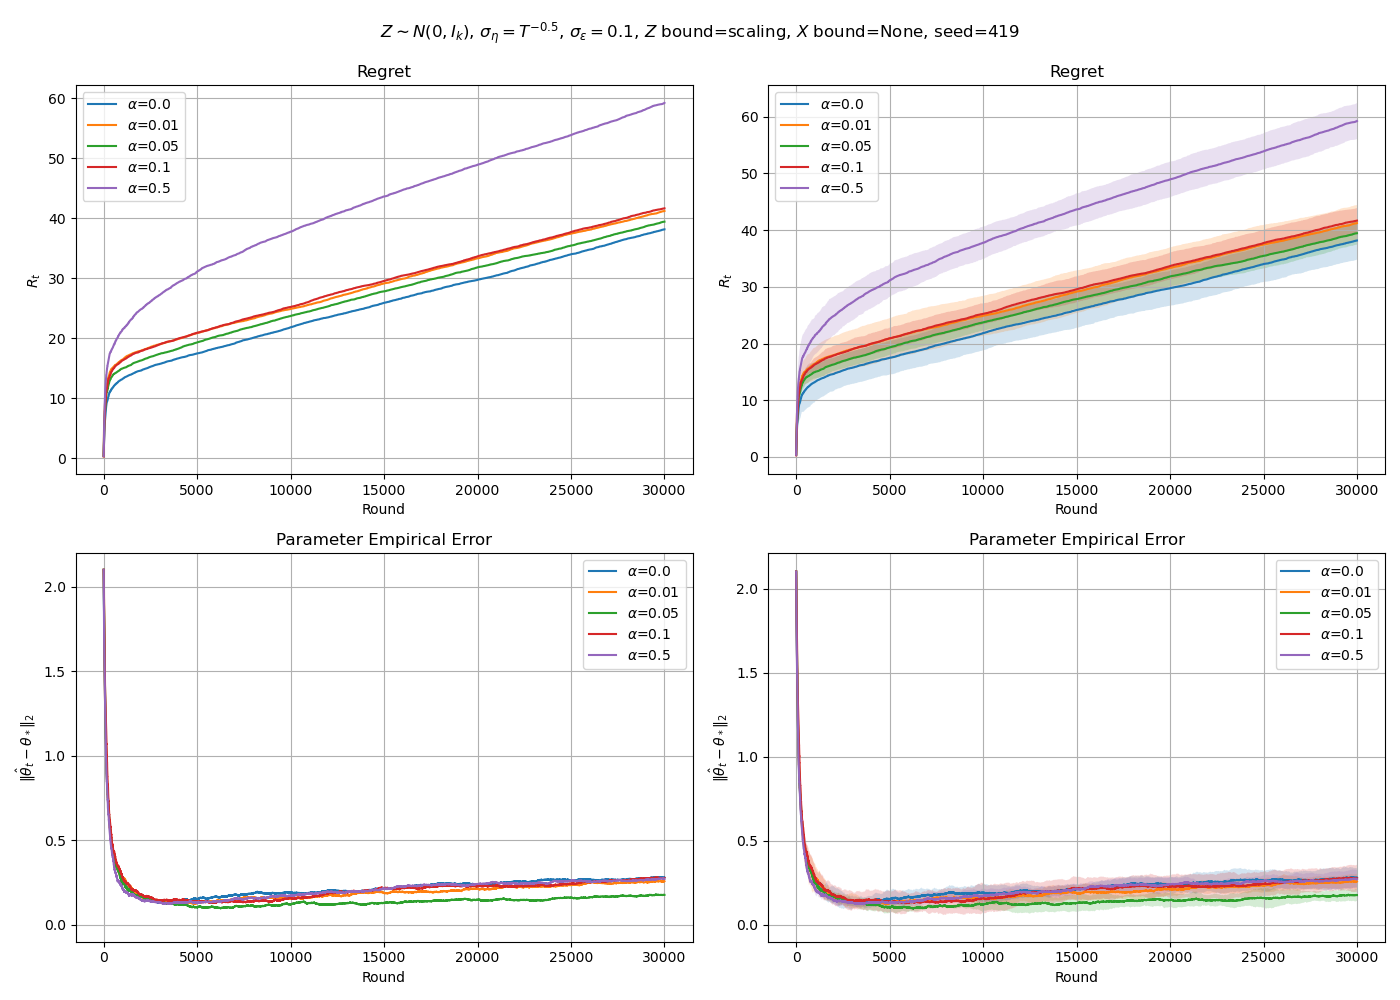 Z ∼ N(0, I_k), σ_η = T^{−0.5}, σ_ε = 0.1, Z bound=scaling, X bound=None, seed=419
Regret
R_t
60
50
40
30
20
10
0
α=0.0
α=0.01
α=0.05
α=0.1
α=0.5
0 5000 10000 15000 20000 25000 30000
Round
Regret
R_t
60
50
40
30
20
10
0
α=0.0
α=0.01
α=0.05
α=0.1
α=0.5
0 5000 10000 15000 20000 25000 30000
Round
Parameter Empirical Error
‖θ̂_t − θ_*‖_2
2.0
1.5
1.0
0.5
0.0
α=0.0
α=0.01
α=0.05
α=0.1
α=0.5
0 5000 10000 15000 20000 25000 30000
Round
Parameter Empirical Error
‖θ̂_t − θ_*‖_2
2.0
1.5
1.0
0.5
0.0
α=0.0
α=0.01
α=0.05
α=0.1
α=0.5
0 5000 10000 15000 20000 25000 30000
Round